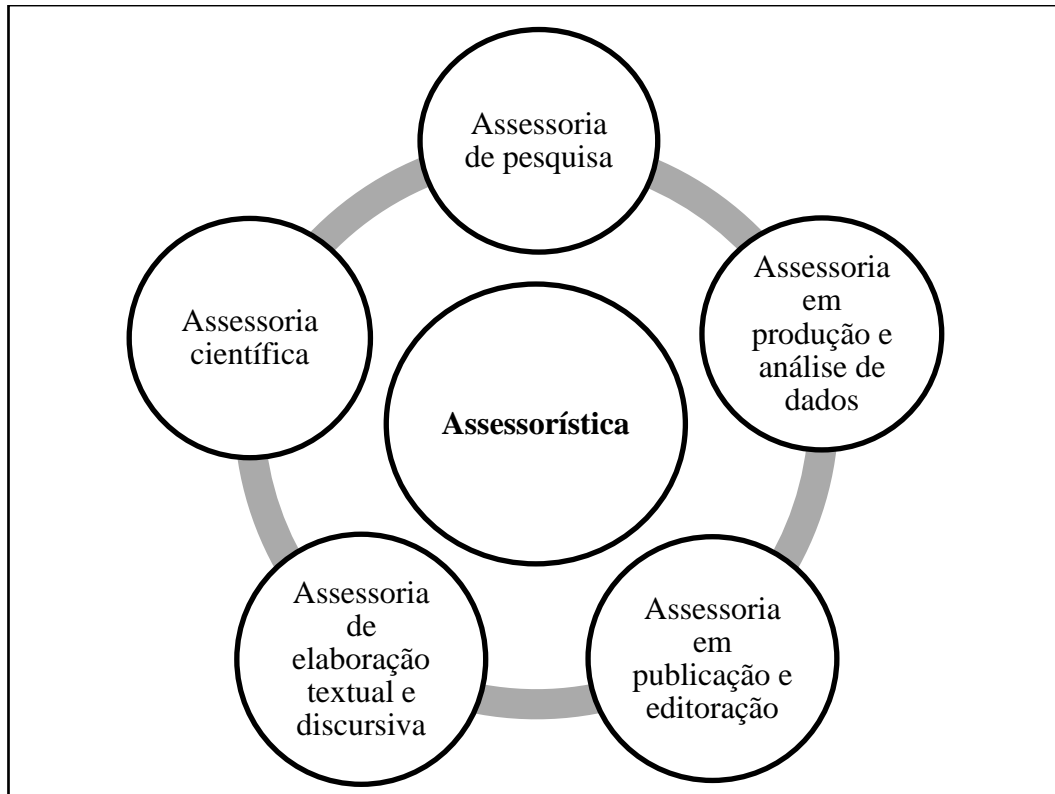 Assessoria
de pesquisa
Assessoria
em
produção e
análise de
dados
Assessoria
em
publicação e
editoração
Assessoria
de
elaboração
textual e
discursiva
Assessoria
científica
Assessorística